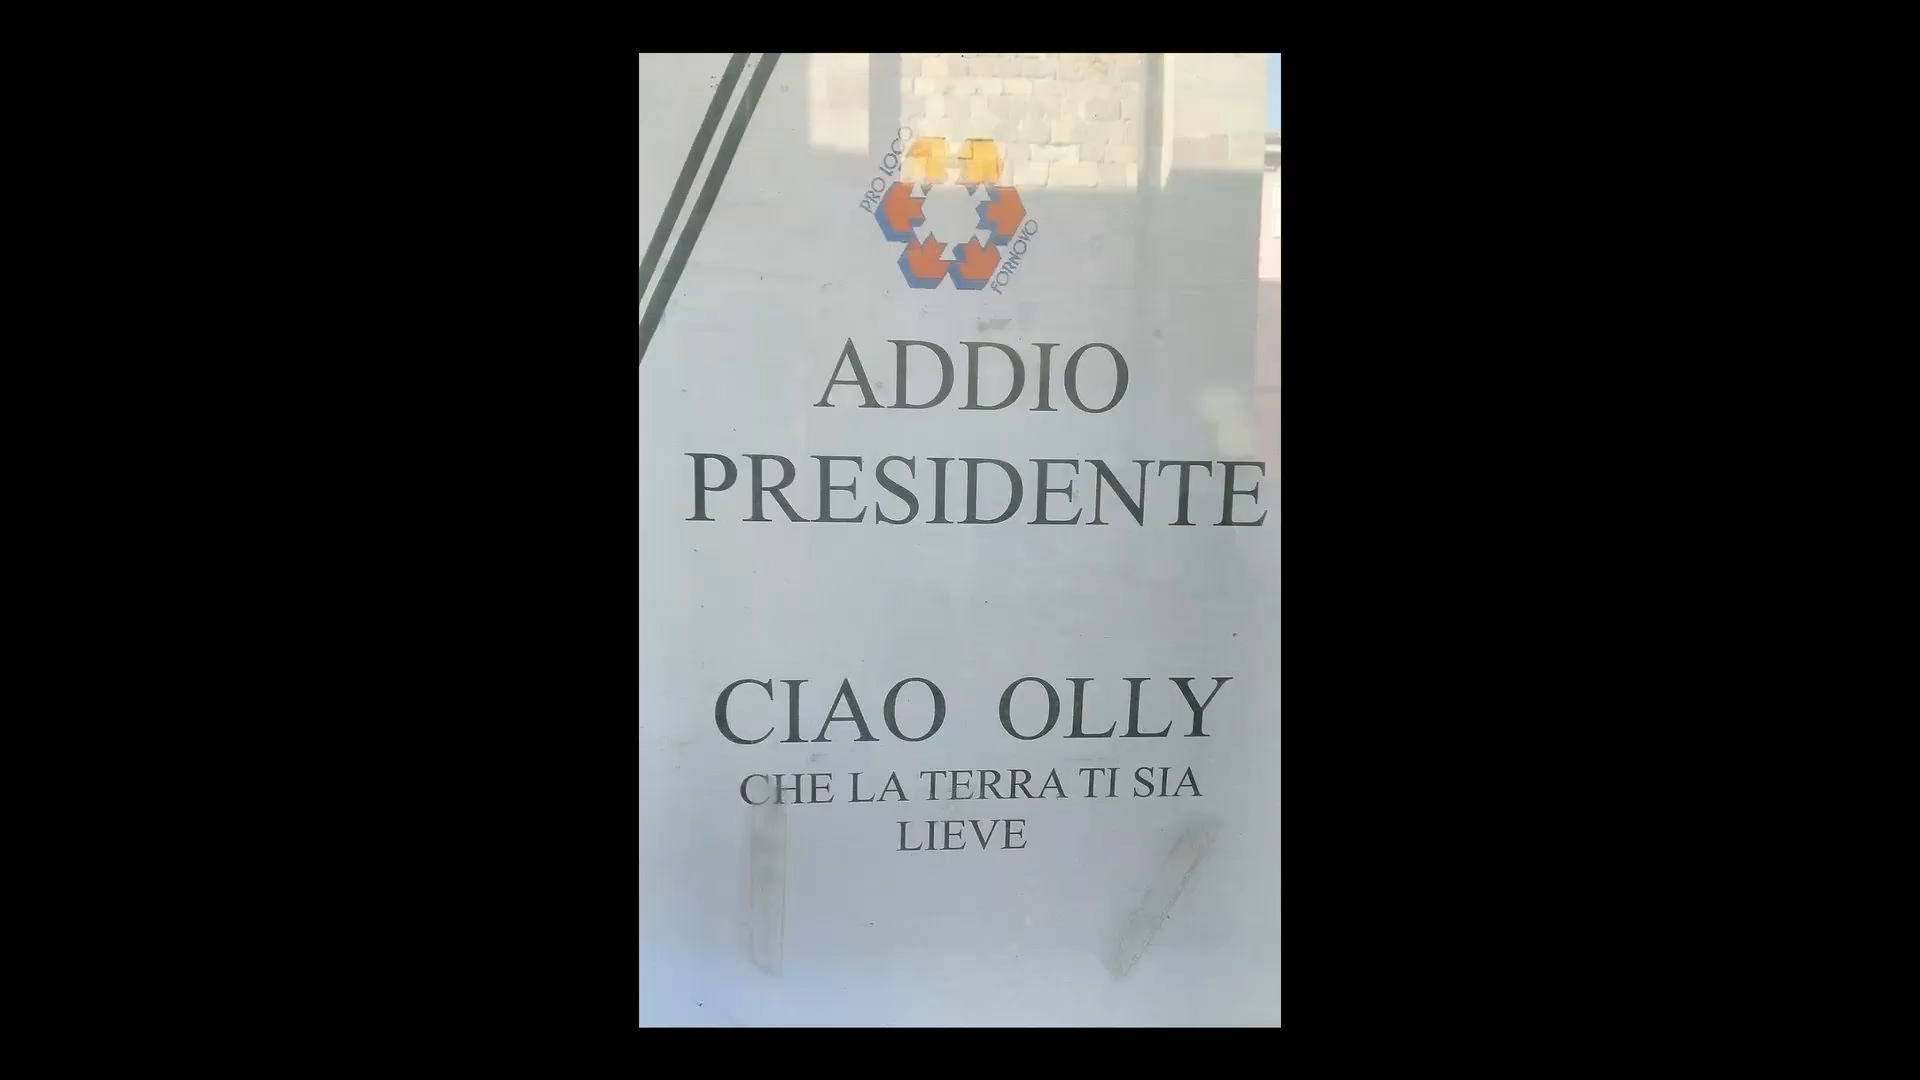 PRO LOCO
FORNOVO
ADDIO
PRESIDENTE
CIAO OLLY
CHE LA TERRA TI SIA
LIEVE